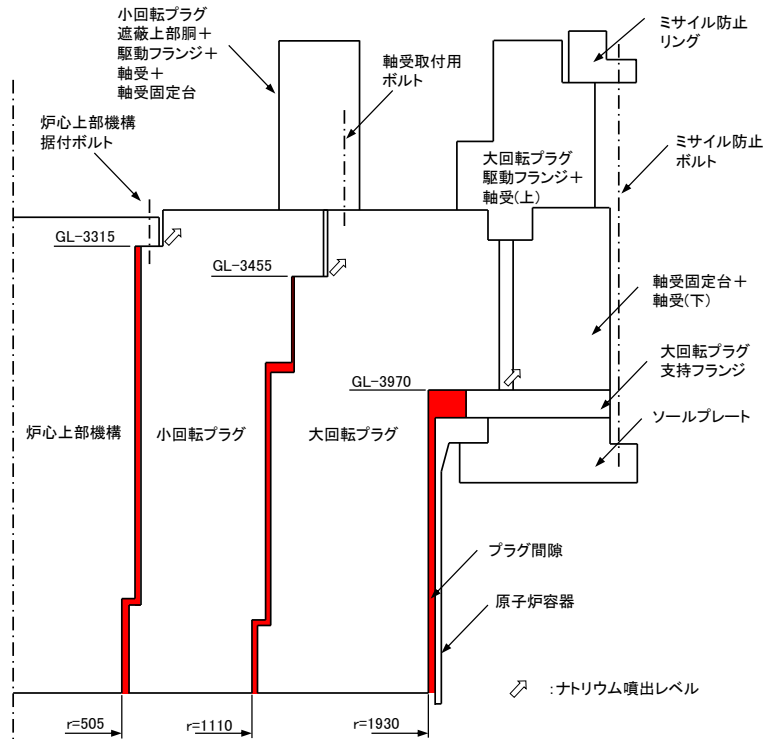 小回転プラグ
遮蔽上部胴＋
駆動フランジ＋
軸受＋
軸受固定台
軸受取付用
ボルト
ミサイル防止
リング
炉心上部機構
据付ボルト
大回転プラグ
駆動フランジ＋
軸受(上)
ミサイル防止
ボルト
GL-3315
GL-3455
軸受固定台＋
軸受(下)
大回転プラグ
支持フランジ
GL-3970
ソールプレート
炉心上部機構
小回転プラグ
大回転プラグ
プラグ間隙
原子炉容器
:ナトリウム噴出レベル
r=505
r=1110
r=1930